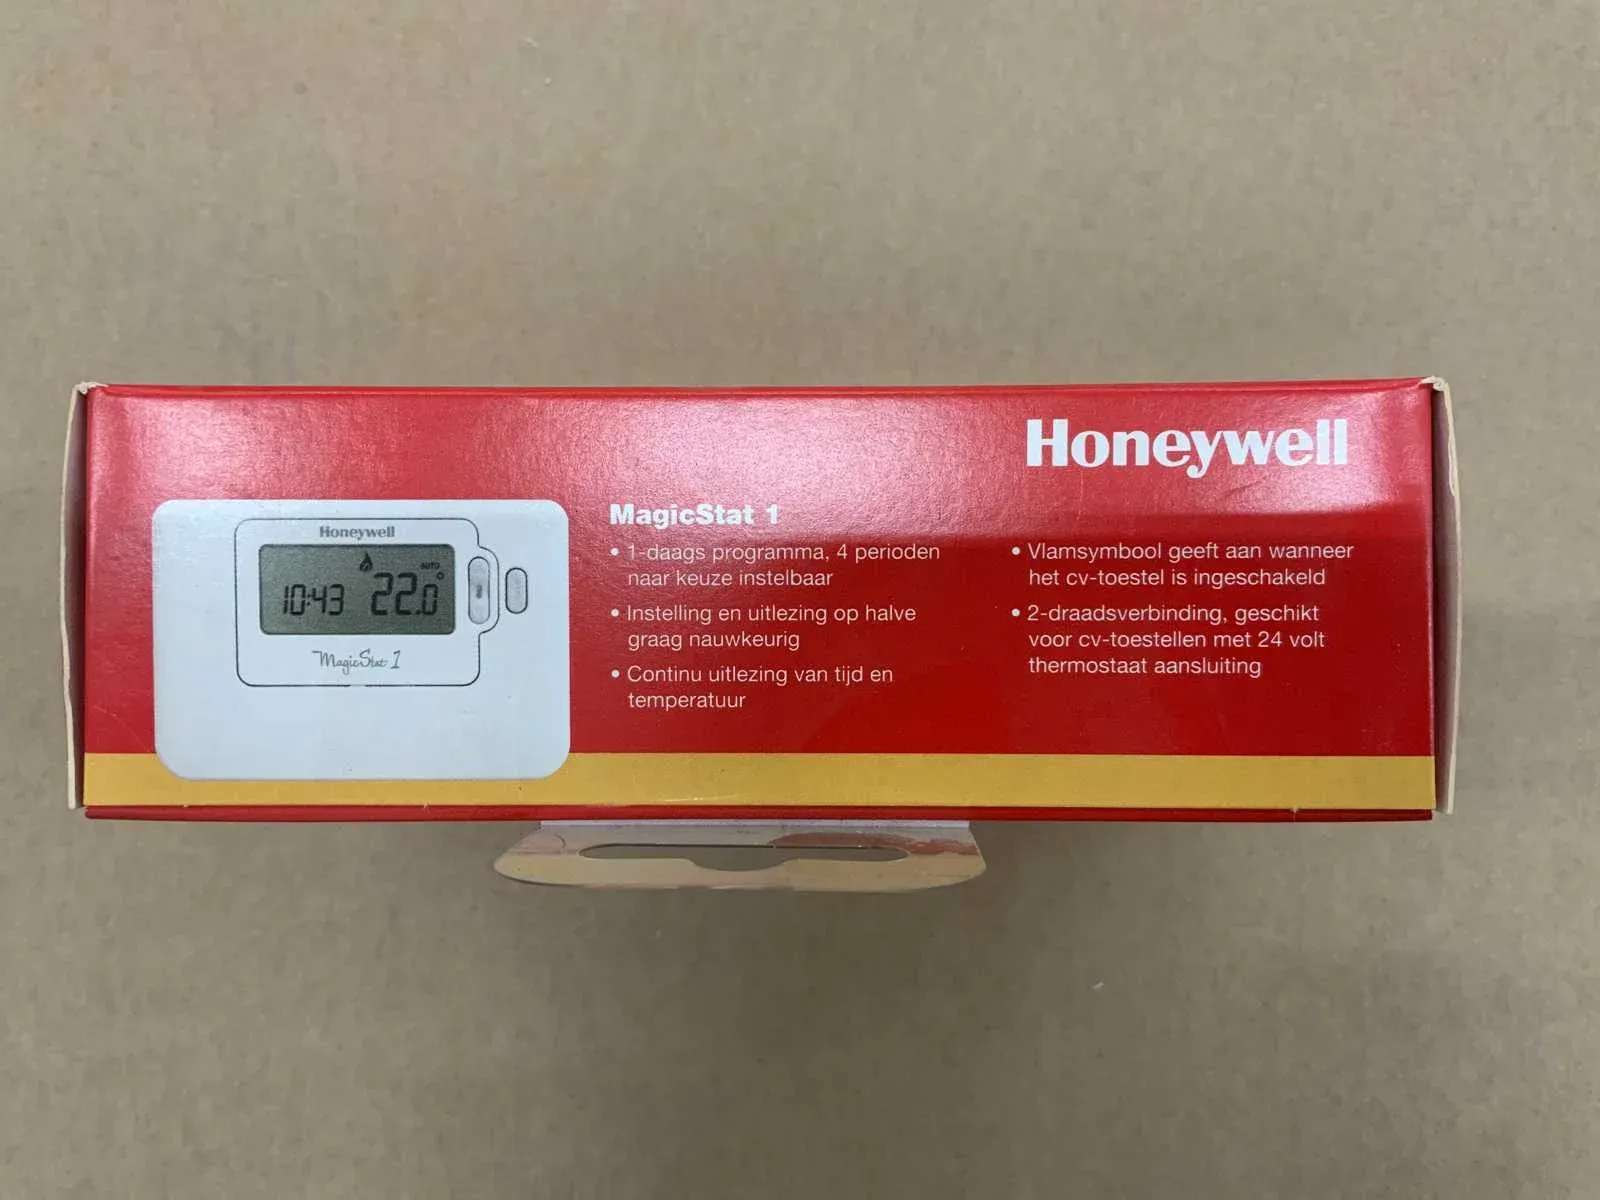 Honeywell
Honeywell
AUTO
10:43 22.0°
MagicStat 1
MagicStat 1
• 1-daags programma, 4 perioden
naar keuze instelbaar
• Instelling en uitlezing op halve
graag nauwkeurig
• Continu uitlezing van tijd en
temperatuur
• Vlamsymbool geeft aan wanneer
het cv-toestel is ingeschakeld
• 2-draadsverbinding, geschikt
voor cv-toestellen met 24 volt
thermostaat aansluiting